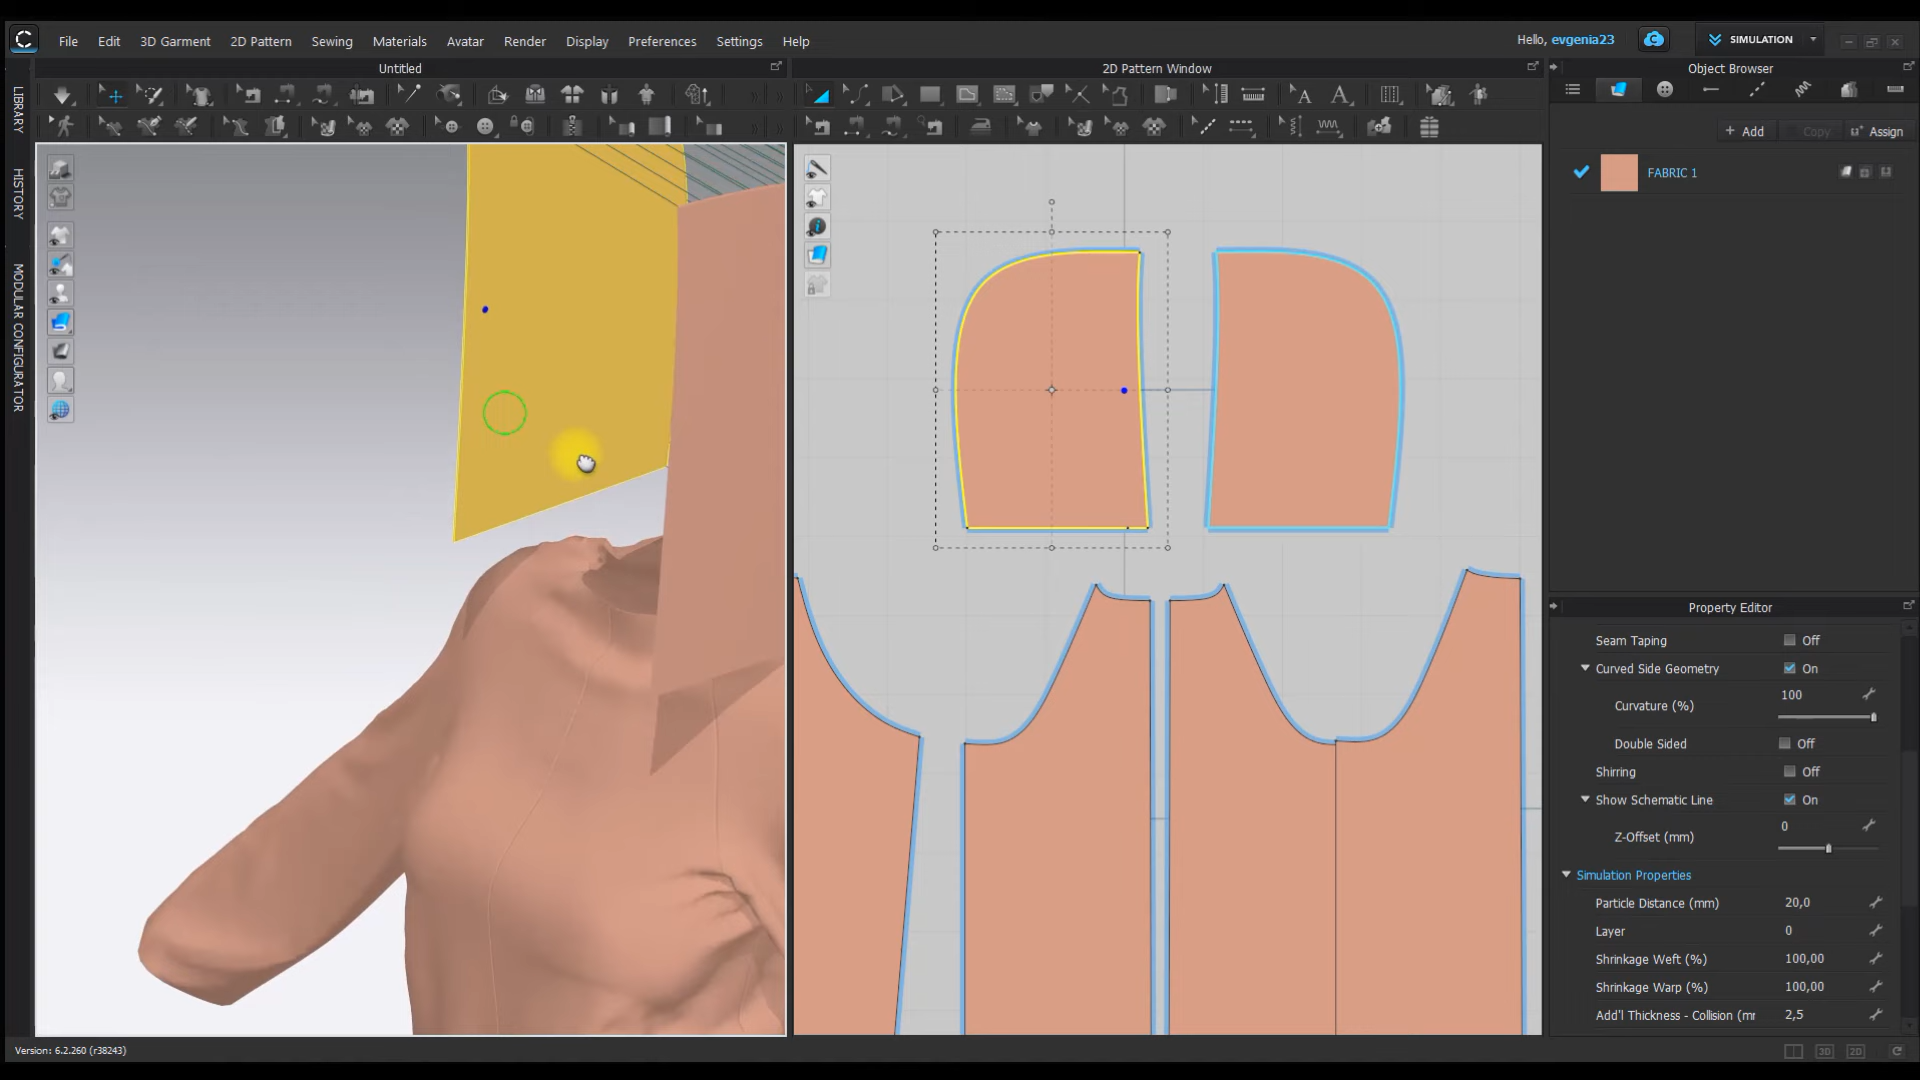 File Edit 3D Garment 2D Pattern Sewing Materials Avatar Render Display Preferences Settings Help
Hello, evgenia23
SIMULATION
Untitled
2D Pattern Window
Object Browser
LIBRARY
HISTORY
MODULAR CONFIGURATOR
+ Add
Copy
Assign
FABRIC 1
Property Editor
Seam Taping Off
Curved Side Geometry On
Curvature (%) 100
Double Sided Off
Shirring Off
Show Schematic Line On
Z-Offset (mm) 0
Simulation Properties
Particle Distance (mm) 20,0
Layer 0
Shrinkage Weft (%) 100,00
Shrinkage Warp (%) 100,00
Add'l Thickness - Collision (mr 2,5
Version: 6.2.260 (r38243)
3D 2D